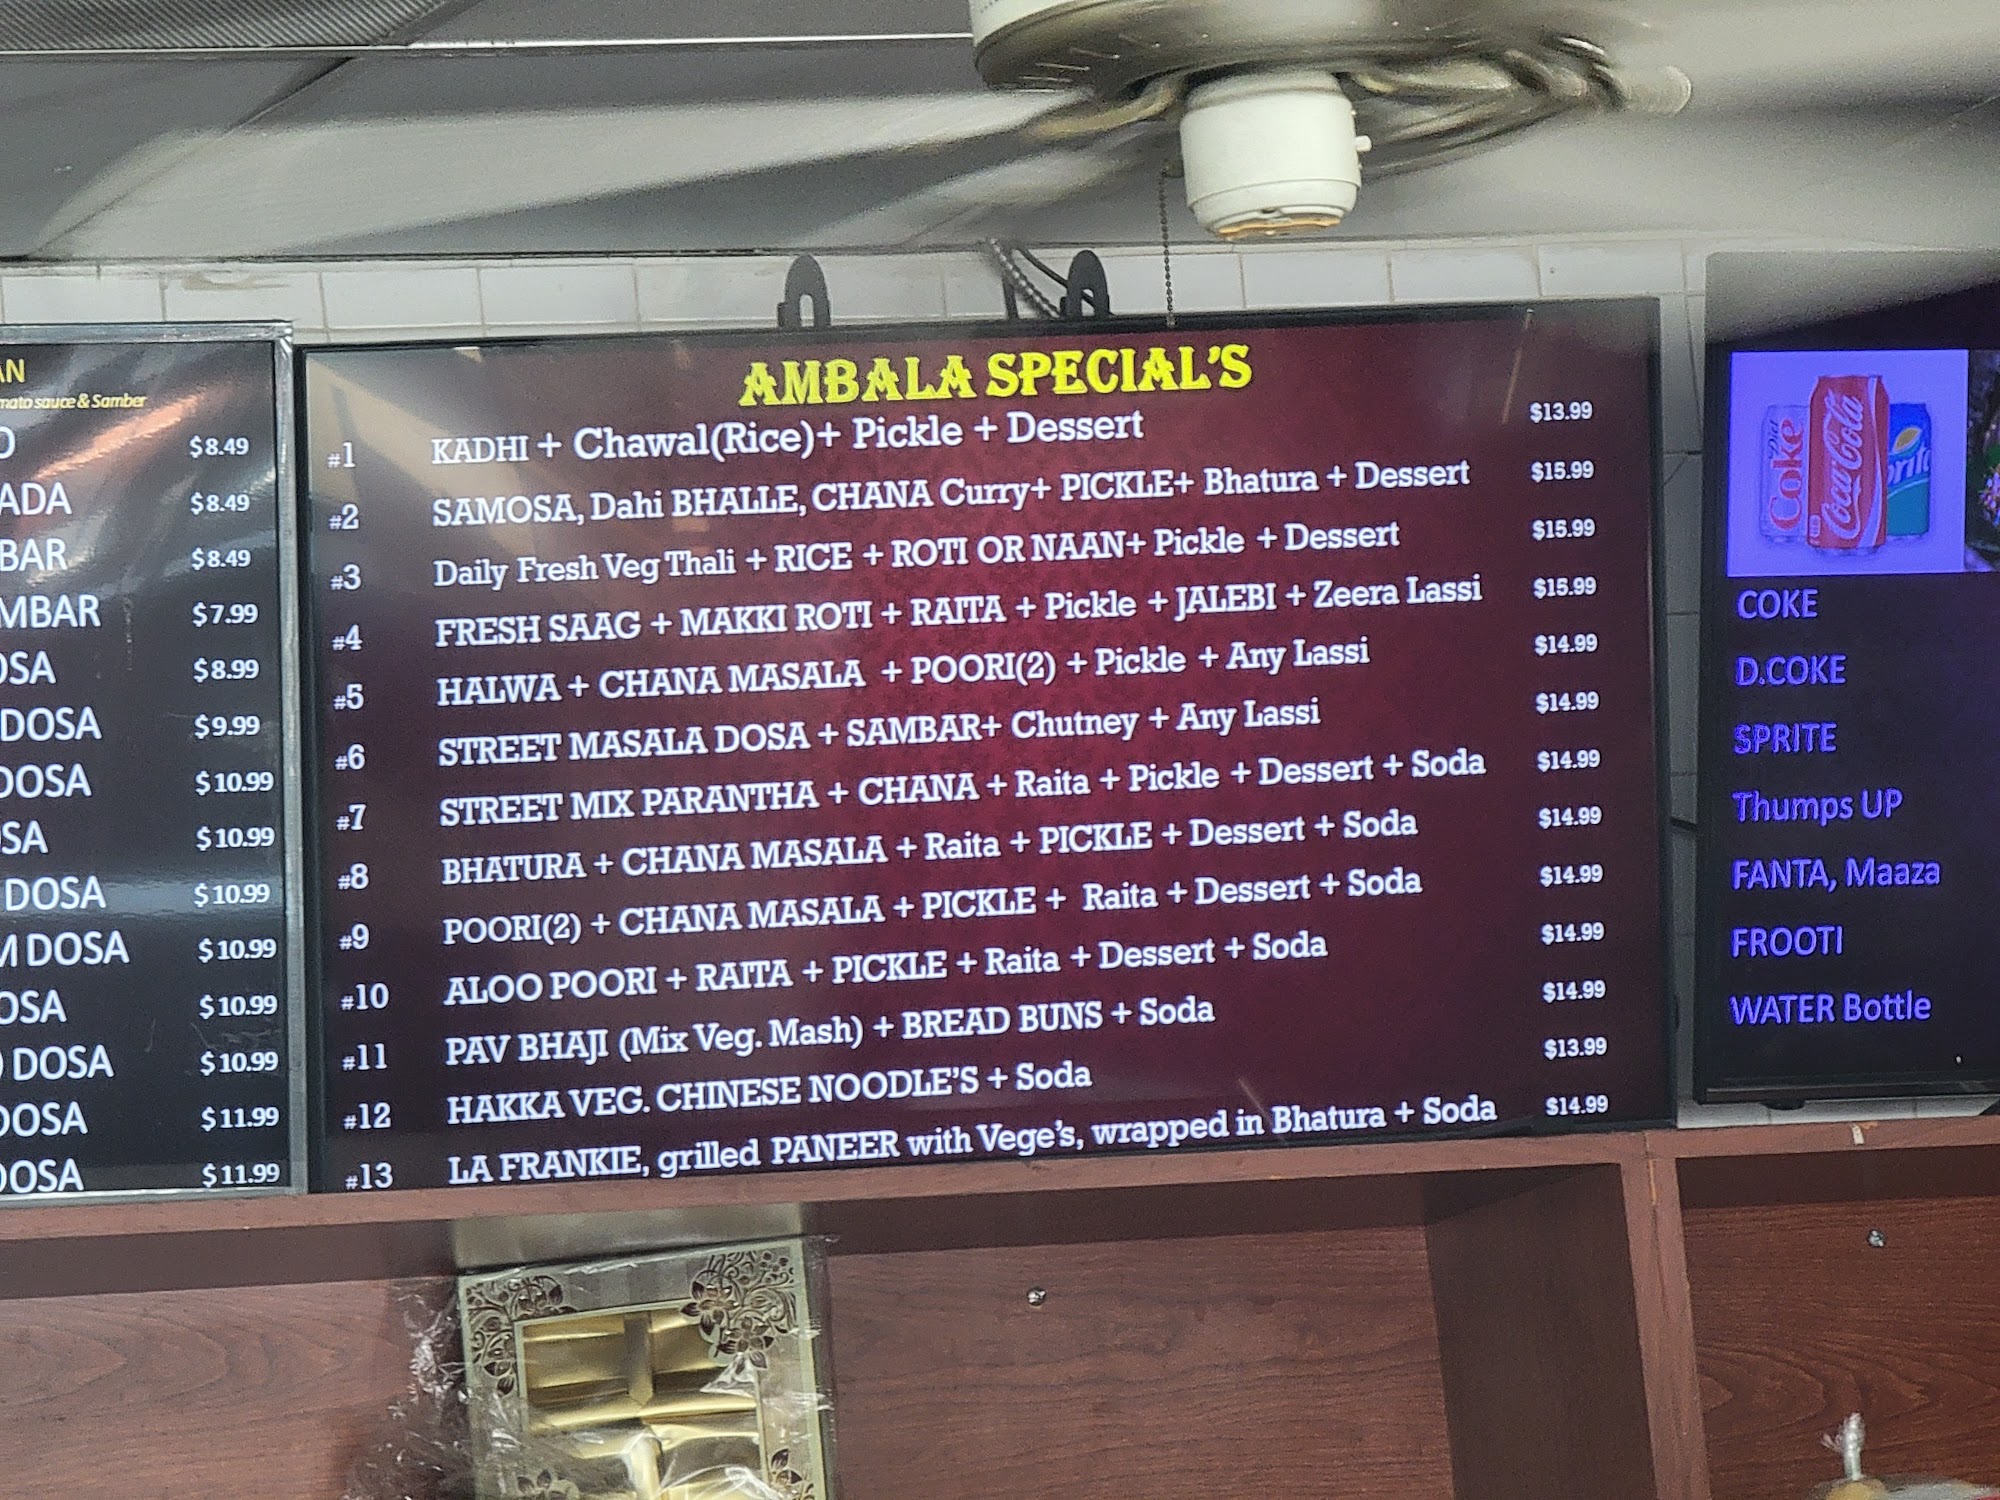 mato sauce & Samber
$8.49
$8.49
$8.49
$7.99
$8.99
DOSA $9.99
DOSA $10.99
$10.99
DOSA $10.99
DOSA $10.99
$10.99
DOSA $10.99
DOSA $11.99
DOSA $11.99
AMBALA SPECIAL'S
#1 KADHI + Chawal(Rice)+ Pickle + Dessert $13.99
#2 SAMOSA, Dahi BHALLE, CHANA Curry+ PICKLE+ Bhatura + Dessert $15.99
#3 Daily Fresh Veg Thali + RICE + ROTI OR NAAN+ Pickle + Dessert $15.99
#4 FRESH SAAG + MAKKI ROTI + RAITA + Pickle + JALEBI + Zeera Lassi $15.99
#5 HALWA + CHANA MASALA + POORI(2) + Pickle + Any Lassi $14.99
#6 STREET MASALA DOSA + SAMBAR+ Chutney + Any Lassi $14.99
#7 STREET MIX PARANTHA + CHANA + Raita + Pickle + Dessert + Soda $14.99
#8 BHATURA + CHANA MASALA + Raita + PICKLE + Dessert + Soda $14.99
#9 POORI(2) + CHANA MASALA + PICKLE + Raita + Dessert + Soda $14.99
#10 ALOO POORI + RAITA + PICKLE + Raita + Dessert + Soda $14.99
#11 PAV BHAJI (Mix Veg. Mash) + BREAD BUNS + Soda $14.99
#12 HAKKA VEG. CHINESE NOODLE'S + Soda $13.99
#13 LA FRANKIE, grilled PANEER with Vege's, wrapped in Bhatura + Soda $14.99
Diet Coke
Coca-Cola
COKE
D.COKE
SPRITE
Thumps UP
FANTA, Maaza
FROOTI
WATER Bottle